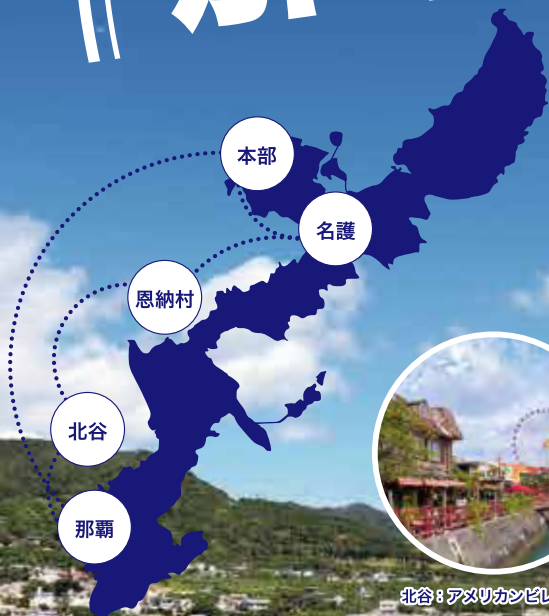 本部
名護
恩納村
北谷
那覇
北谷：アメリカンビレ